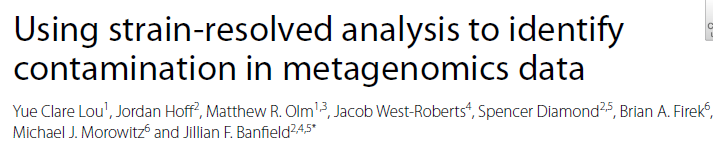 Using strain-resolved analysis to identify
contamination in metagenomics data
Yue Clare Lou¹, Jordan Hoff², Matthew R. Olm¹,³, Jacob West-Roberts⁴, Spencer Diamond²,⁵, Brian A. Firek⁶,
Michael J. Morowitz⁶ and Jillian F. Banfield²,⁴,⁵*